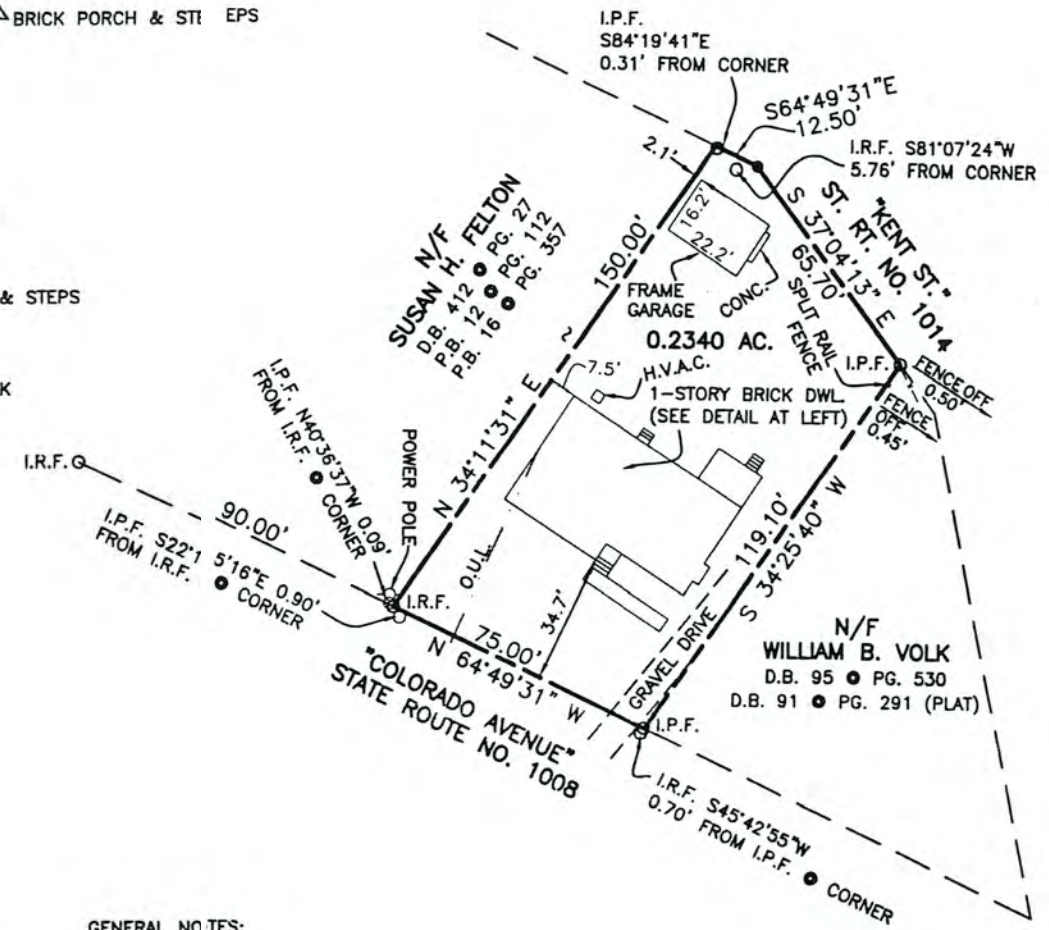 BRICK PORCH & STE EPS
I.P.F.
S84°19'41"E
0.31' FROM CORNER
S64°49'31"E
12.50'
I.R.F. S81°07'24"W
5.76' FROM CORNER
2.1'
N/F
SUSAN H. FELTON
D.B. 412 @ PG. 27
P.B. 12 @ PG. 112
P.B. 16 @ PG. 357
150.00'
N 34°11'31" E
16.2'
22.2'
FRAME
GARAGE
CONC.
SPLIT RAIL
FENCE
S 37°04'13" E
65.70'
"KENT ST."
ST. RT. NO. 1014
& STEPS
0.2340 AC.
I.P.F.
FENCE OFF
0.50'
FENCE
OFF
0.45'
7.5'
H.V.A.C.
1-STORY BRICK DWL.
(SEE DETAIL AT LEFT)
K
I.P.F. N40°36'37"W 0.09'
FROM I.R.F. @ CORNER
POWER POLE
I.R.F.
90.00'
I.P.F. S22°1 5'16"E 0.90'
FROM I.R.F. @ CORNER
I.R.F.
O.U.L.
34.7'
119.10'
S 34°25'40" W
GRAVEL DRIVE
75.00'
N 64°49'31" W
"COLORADO AVENUE"
STATE ROUTE NO. 1008
N/F
WILLIAM B. VOLK
D.B. 95 @ PG. 530
D.B. 91 @ PG. 291 (PLAT)
I.P.F.
I.R.F. S45°42'55"W
0.70' FROM I.P.F. @ CORNER
GENERAL NOTES: